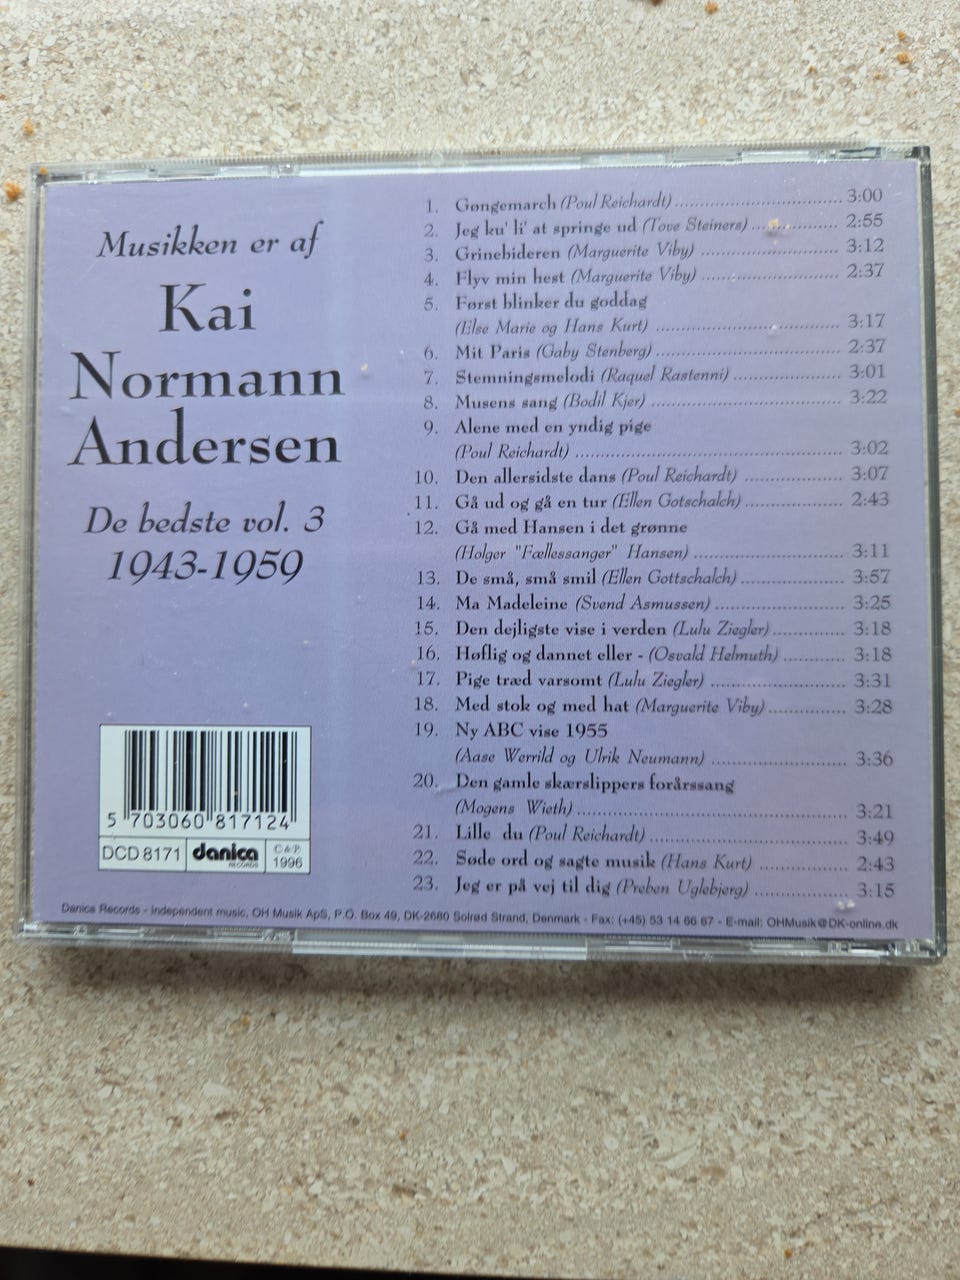 Musikken er af
Kai
Normann
Andersen
De bedste vol. 3
1943-1959
1. Gøngemarch (Poul Reichardt) 3:00
2. Jeg ku' li' at springe ud (Tove Steiners) 2:55
3. Grinebideren (Marguerite Viby) 3:12
4. Flyv min hest (Marguerite Viby) 2:37
5. Først blinker du goddag
(Else Marie og Hans Kurt) 3:17
6. Mit Paris (Gaby Stenberg) 2:37
7. Stemningsmelodi (Raquel Rastenni) 3:01
8. Musens sang (Bodil Kjer) 3:22
9. Alene med en yndig pige
(Poul Reichardt) 3:02
10. Den allersidste dans (Poul Reichardt) 3:07
11. Gå ud og gå en tur (Ellen Gotschalch) 2:43
12. Gå med Hansen i det grønne
(Holger "Fællessanger" Hansen) 3:11
13. De små, små smil (Ellen Gottschalch) 3:57
14. Ma Madeleine (Svend Asmussen) 3:25
15. Den dejligste vise i verden (Lulu Ziegler) 3:18
16. Høflig og dannet eller - (Osvald Helmuth) 3:18
17. Pige træd varsomt (Lulu Ziegler) 3:31
18. Med stok og med hat (Marguerite Viby) 3:28
19. Ny ABC vise 1955
(Aase Werrild og Ulrik Neumann) 3:36
20. Den gamle skærslippers forårssang
(Mogens Wieth) 3:21
21. Lille du (Poul Reichardt) 3:49
22. Søde ord og sagte musik (Hans Kurt) 2:43
23. Jeg er på vej til dig (Preben Uglebjerg) 3:15
5 703060 817124
DCD 8171 danica RECORDS C & P 1996
Danica Records - Independent music, OH Musik ApS, P.O. Box 49, DK-2680 Solrød Strand, Denmark - Fax: (+45) 53 14 66 67 - E-mail: OHMusik@DK-online.dk